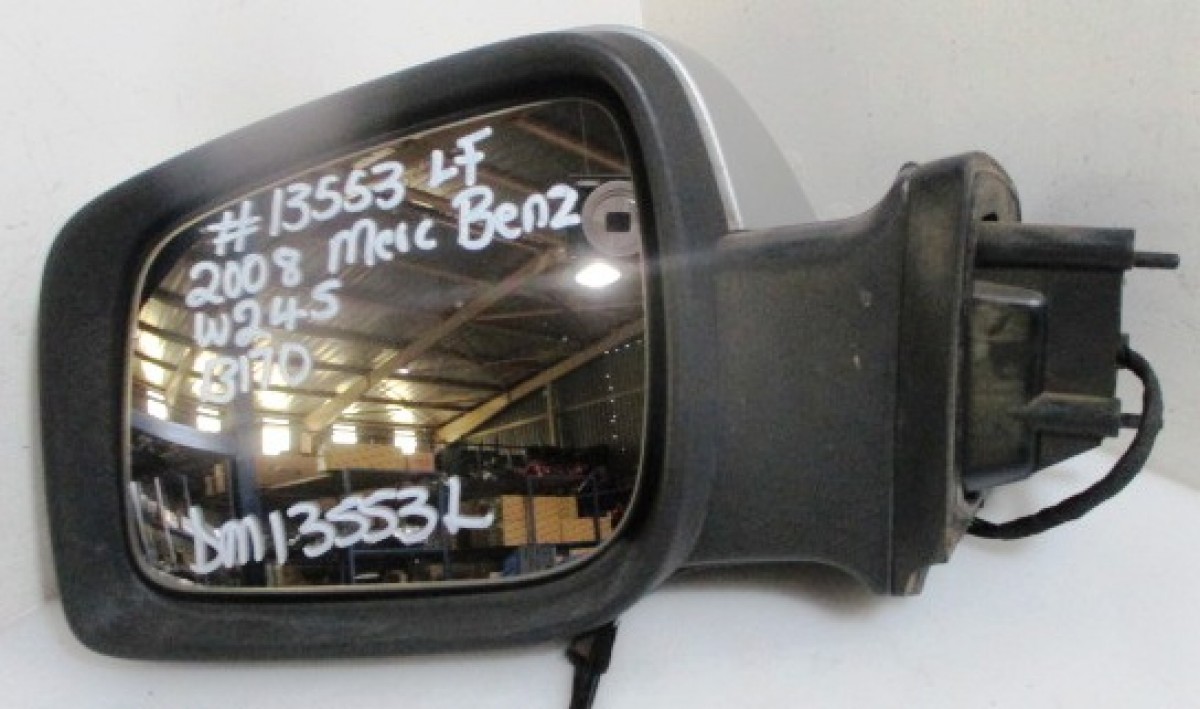 #13553 LF
2008 Merc Benz
W245
B170
DM13553L